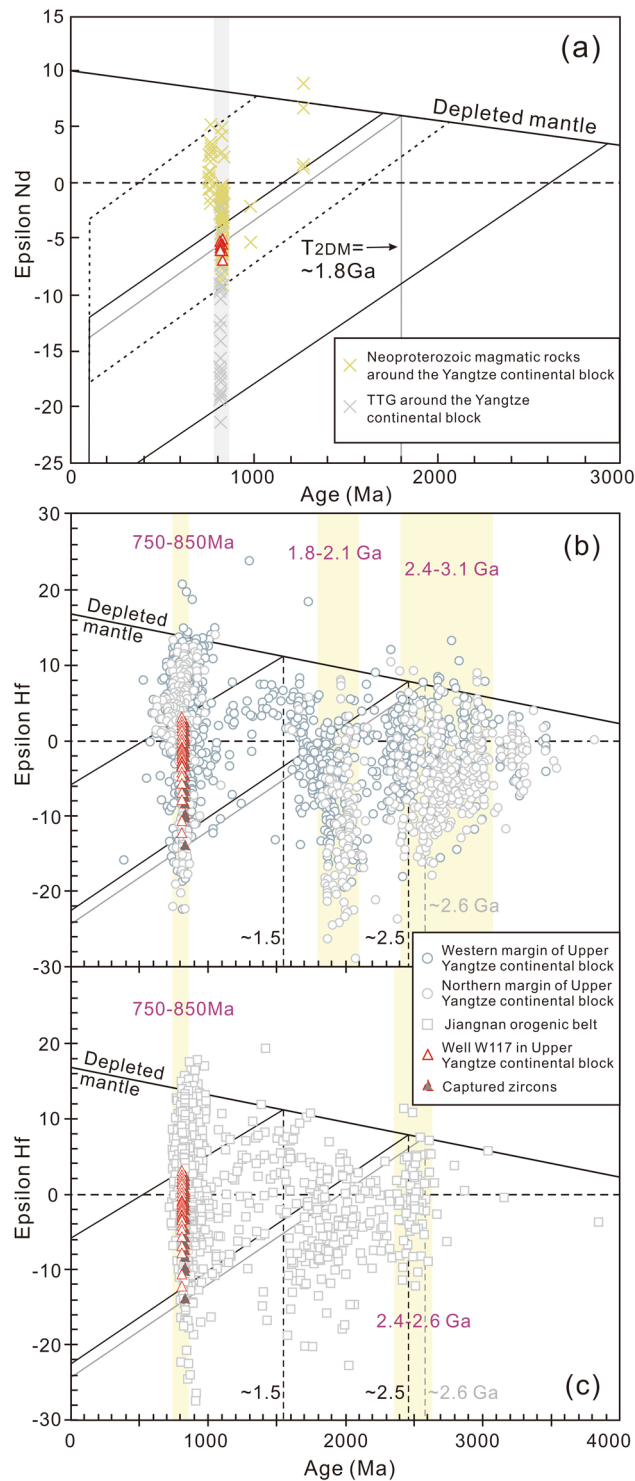 15
10
5
0
-5
-10
-15
-20
-25
Epsilon Nd
(a)
Depleted mantle
T2DM=
~1.8Ga
Neoproterozoic magmatic rocks
around the Yangtze continental block
TTG around the Yangtze
continental block
0
1000
2000
3000
Age (Ma)
30
20
10
0
-10
-20
-30
Epsilon Hf
(b)
750-850Ma
1.8-2.1 Ga
2.4-3.1 Ga
Depleted
mantle
~1.5
~2.5
~2.6 Ga
Western margin of Upper
Yangtze continental block
Northern margin of Upper
Yangtze continental block
Jiangnan orogenic belt
Well W117 in Upper
Yangtze continental block
Captured zircons
750-850Ma
Depleted
mantle
20
10
0
-10
-20
-30
Epsilon Hf
2.4-2.6 Ga
~1.5
~2.5
~2.6 Ga
(c)
0
1000
2000
3000
4000
Age (Ma)